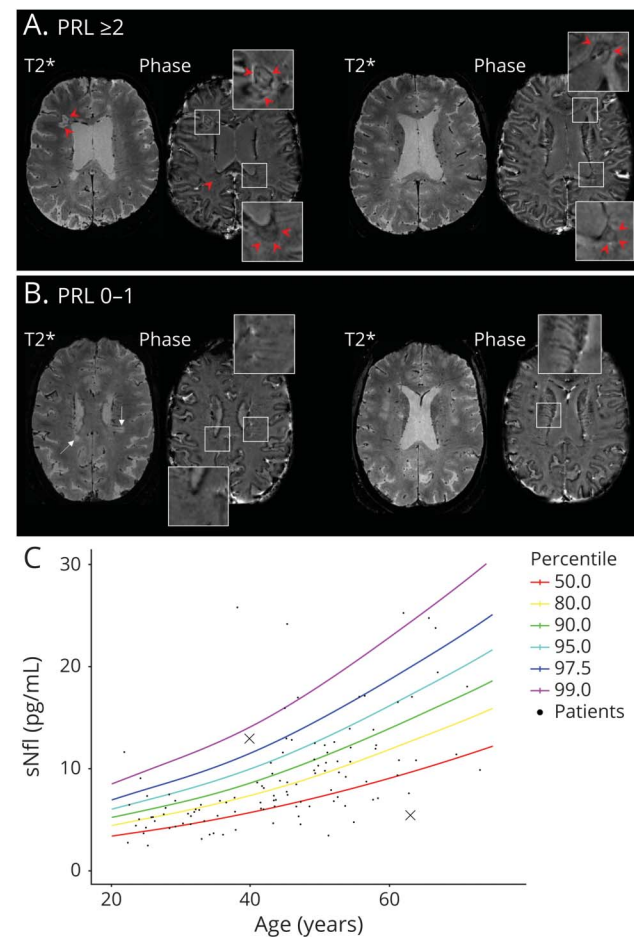 A. PRL ≥2
T2* Phase T2* Phase
B. PRL 0–1
T2* Phase T2* Phase
C
30
20
10
0
sNfl (pg/mL)
20 40 60
Age (years)
Percentile
50.0
80.0
90.0
95.0
97.5
99.0
Patients